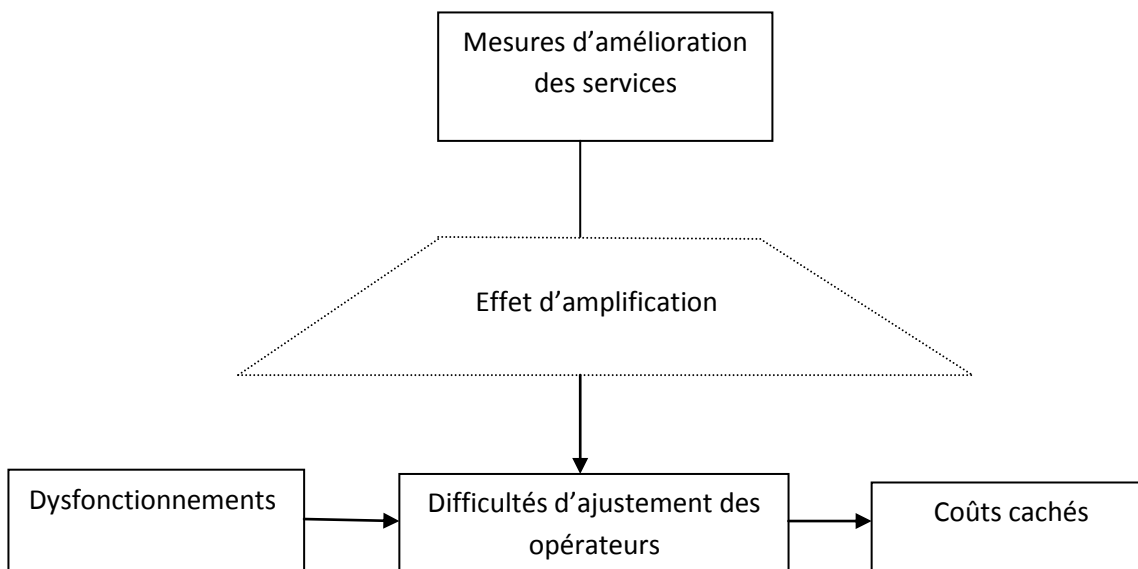 Mesures d’amélioration
des services
Effet d’amplification
Dysfonctionnements
Difficultés d’ajustement des
opérateurs
Coûts cachés